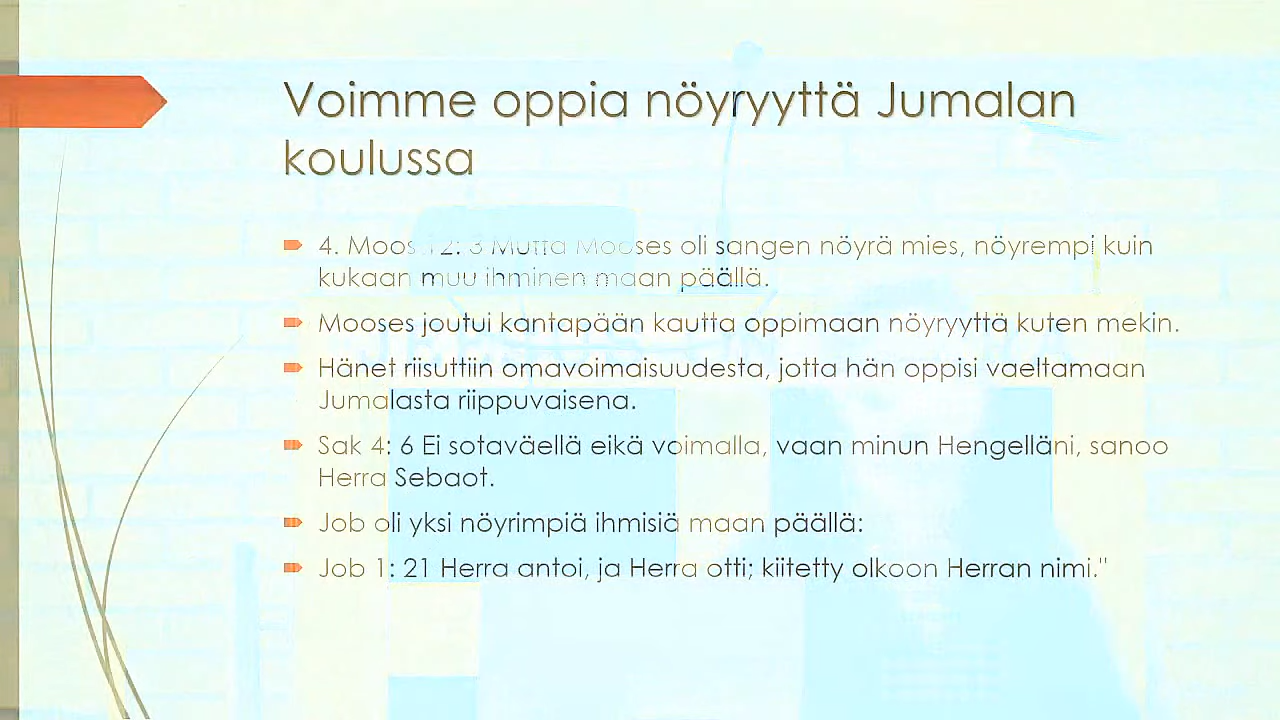 Voimme oppia nöyryyttä Jumalan
koulussa
4. Moos 12: 3 Mutta Mooses oli sangen nöyrä mies, nöyrempi kuin
kukaan muu ihminen maan päällä.
Mooses joutui kantapään kautta oppimaan nöyryyttä kuten mekin.
Hänet riisuttiin omavoimaisuudesta, jotta hän oppisi vaeltamaan
Jumalasta riippuvaisena.
Sak 4: 6 Ei sotaväellä eikä voimalla, vaan minun Hengelläni, sanoo
Herra Sebaot.
Job oli yksi nöyrimpiä ihmisiä maan päällä:
Job 1: 21 Herra antoi, ja Herra otti; kiitetty olkoon Herran nimi."